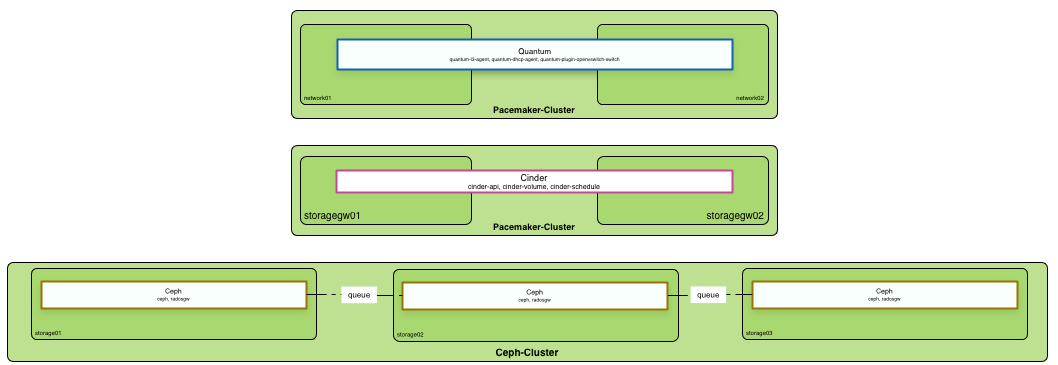 Quantum
quantum-l3-agent, quantum-dhcp-agent, quantum-plugin-openvswitch-switch
network01
network02
Pacemaker-Cluster
Cinder
cinder-api, cinder-volume, cinder-schedule
storagegw01
storagegw02
Pacemaker-Cluster
Ceph
ceph, radosgw
queue
Ceph
ceph, radosgw
queue
Ceph
ceph, radosgw
storage01
storage02
storage03
Ceph-Cluster